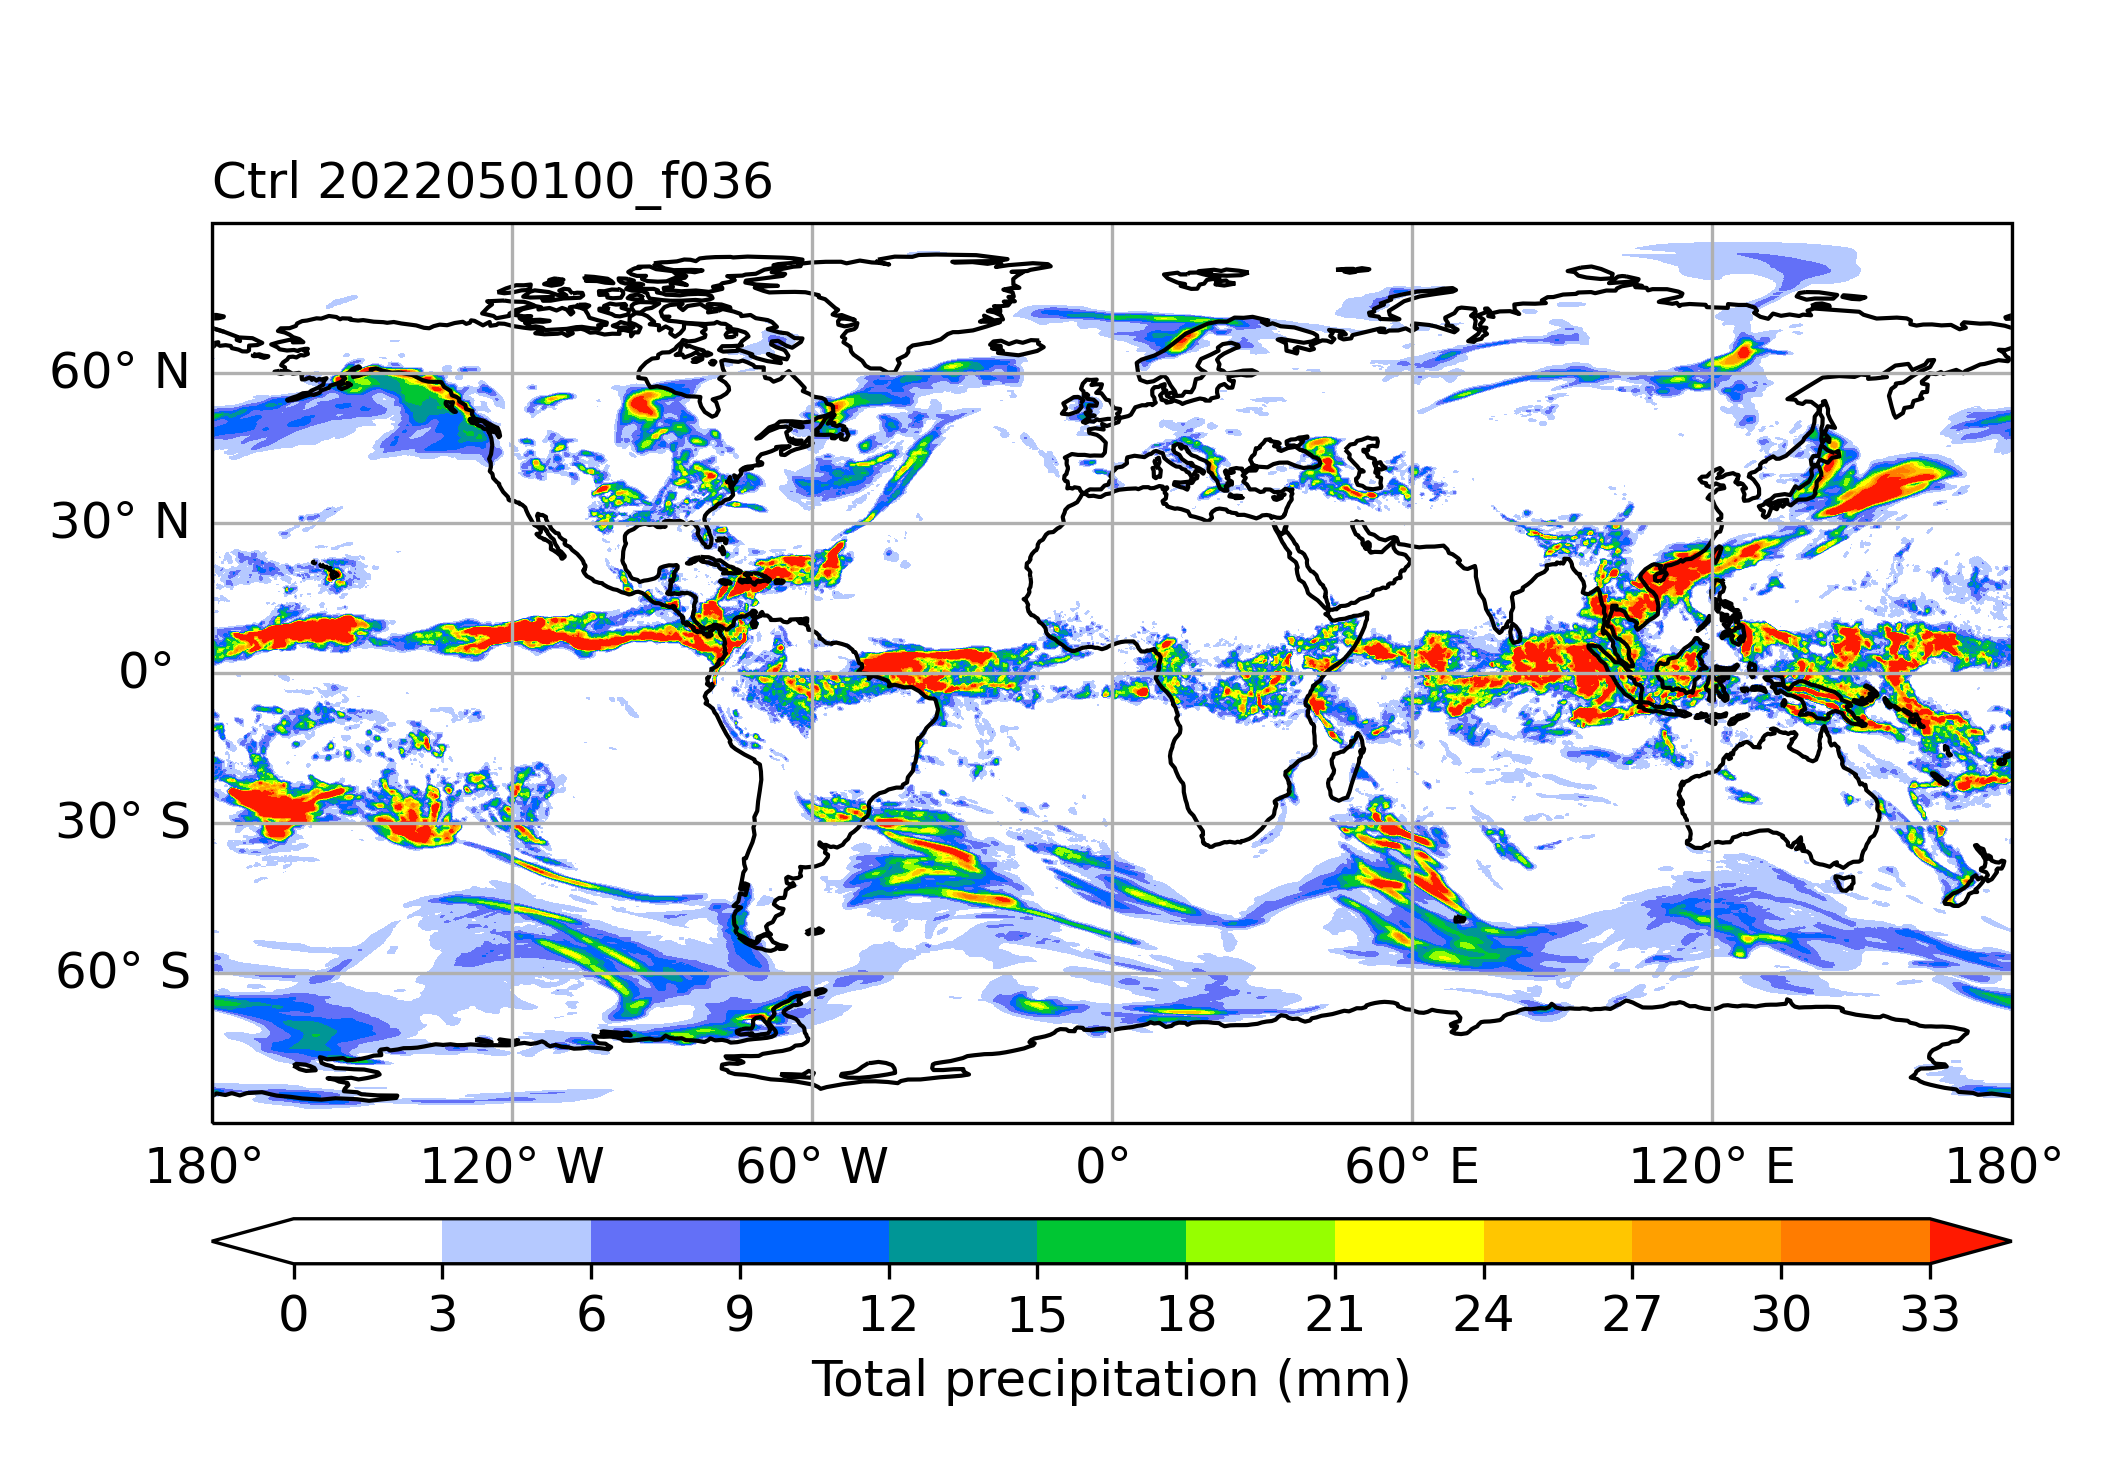 Ctrl 2022050100_f036
60° N
30° N
0°
30° S
60° S
180° 120° W 60° W 0° 60° E 120° E 180°
0 3 6 9 12 15 18 21 24 27 30 33
Total precipitation (mm)